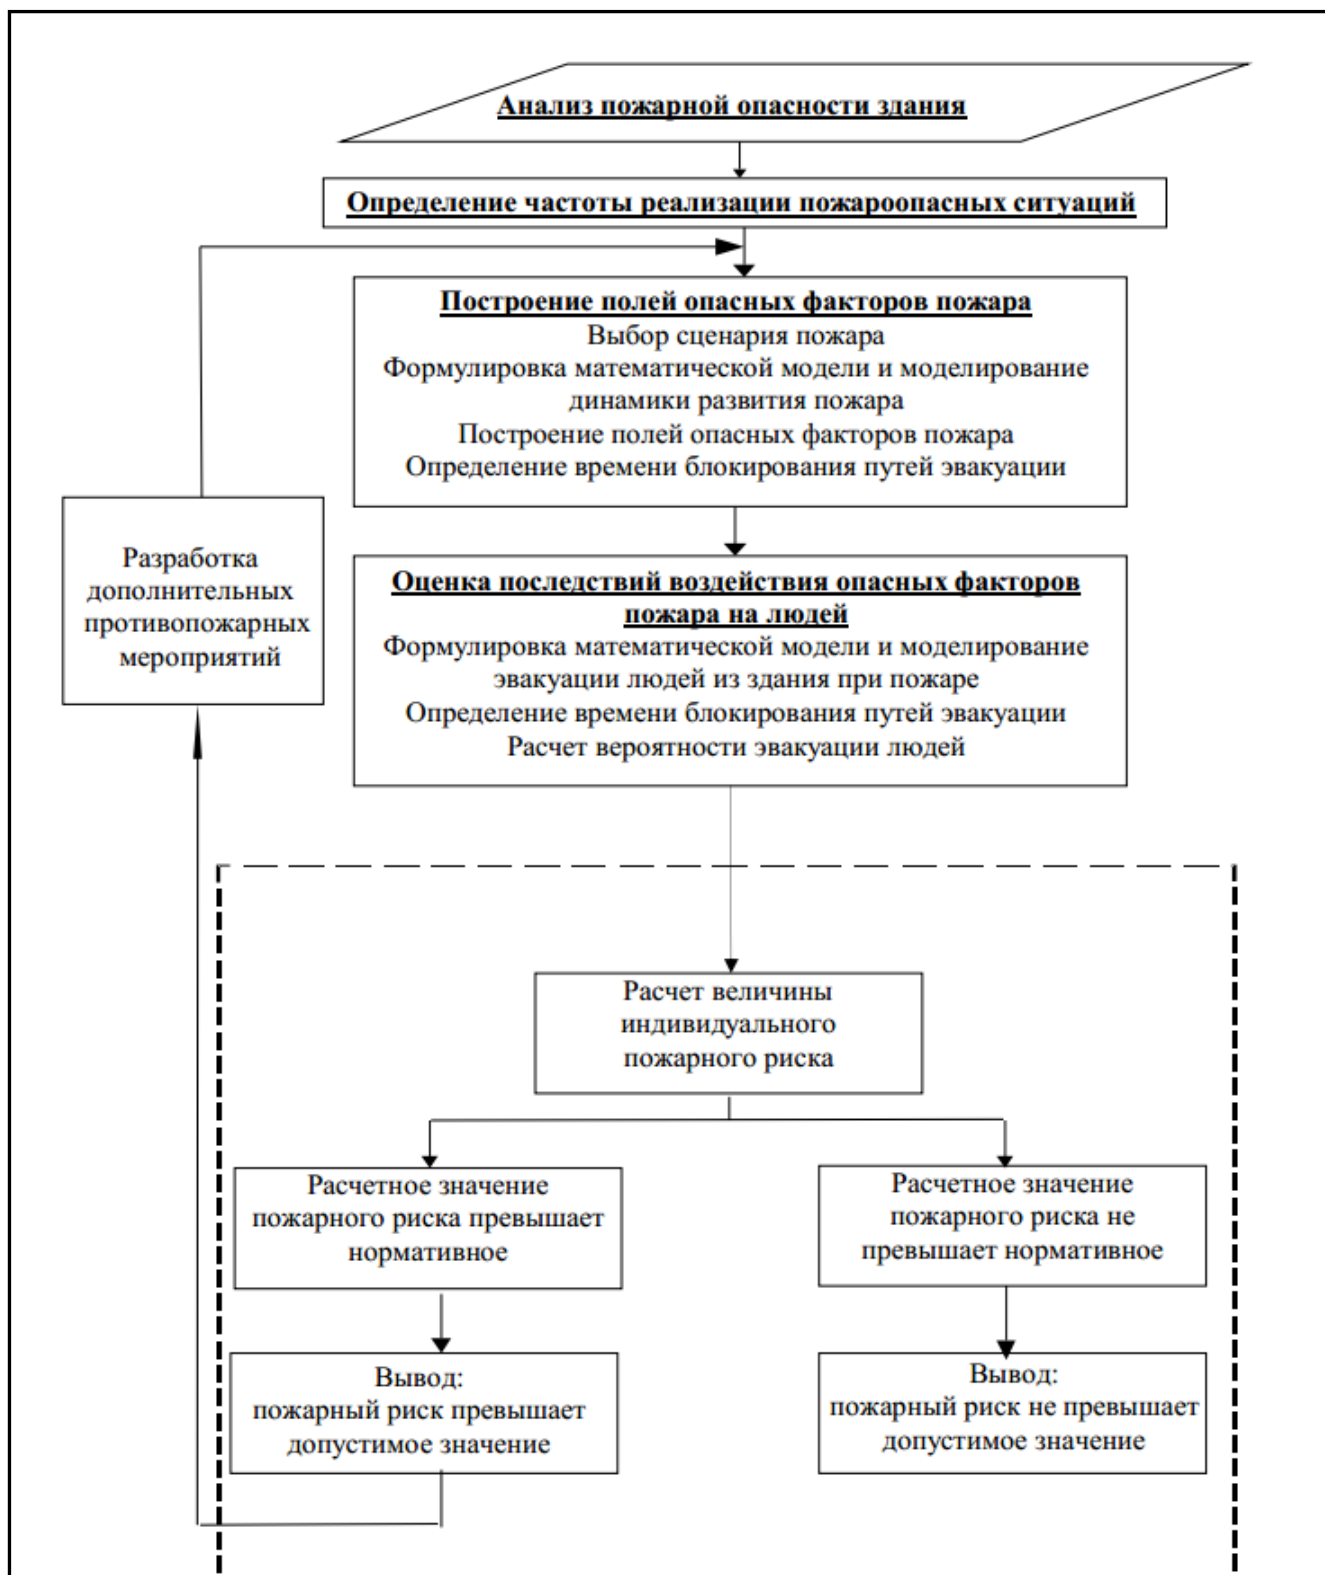 Анализ пожарной опасности здания
Определение частоты реализации пожароопасных ситуаций
Построение полей опасных факторов пожара
Выбор сценария пожара
Формулировка математической модели и моделирование
динамики развития пожара
Построение полей опасных факторов пожара
Определение времени блокирования путей эвакуации
Разработка
дополнительных
противопожарных
мероприятий
Оценка последствий воздействия опасных факторов
пожара на людей
Формулировка математической модели и моделирование
эвакуации людей из здания при пожаре
Определение времени блокирования путей эвакуации
Расчет вероятности эвакуации людей
Расчет величины
индивидуального
пожарного риска
Расчетное значение
пожарного риска превышает
нормативное
Расчетное значение
пожарного риска не
превышает нормативное
Вывод:
пожарный риск превышает
допустимое значение
Вывод:
пожарный риск не превышает
допустимое значение